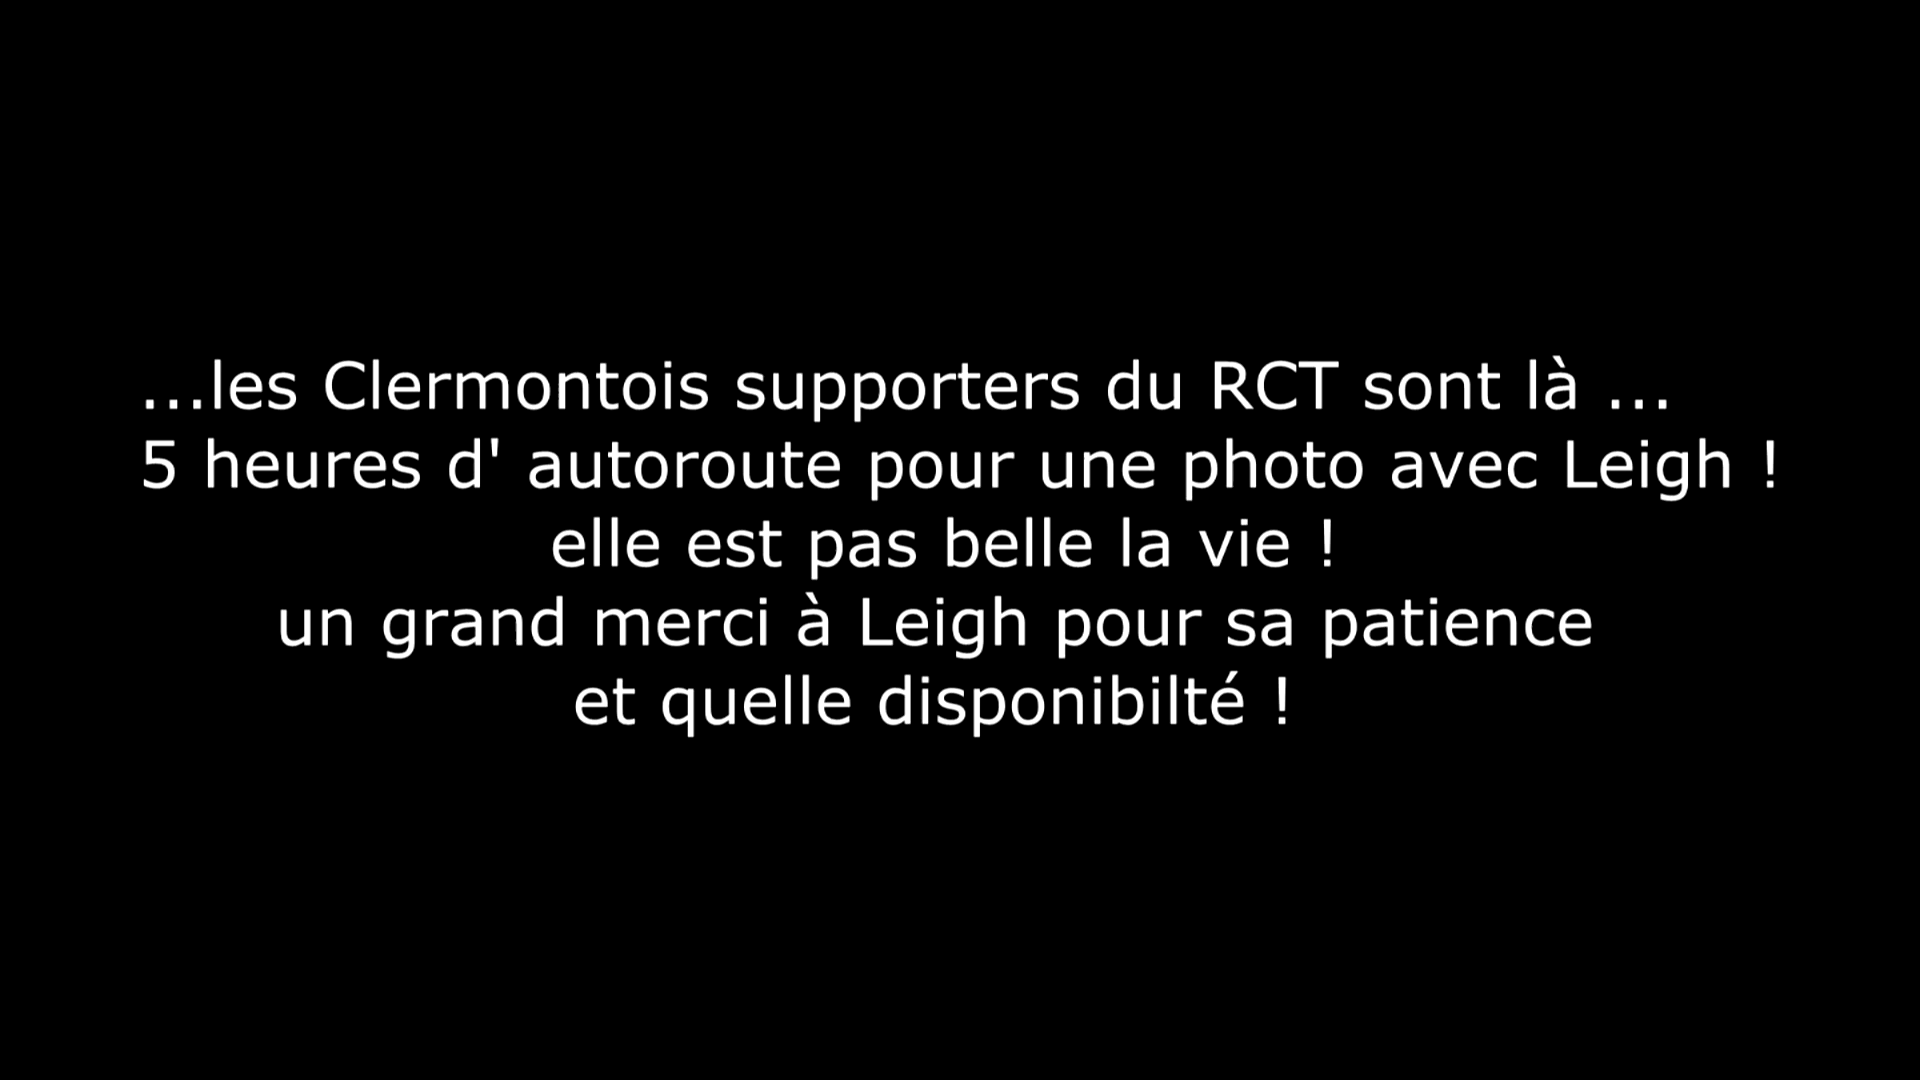 ...les Clermontois supporters du RCT sont là ...
5 heures d' autoroute pour une photo avec Leigh !
elle est pas belle la vie !
un grand merci à Leigh pour sa patience
et quelle disponibilté !